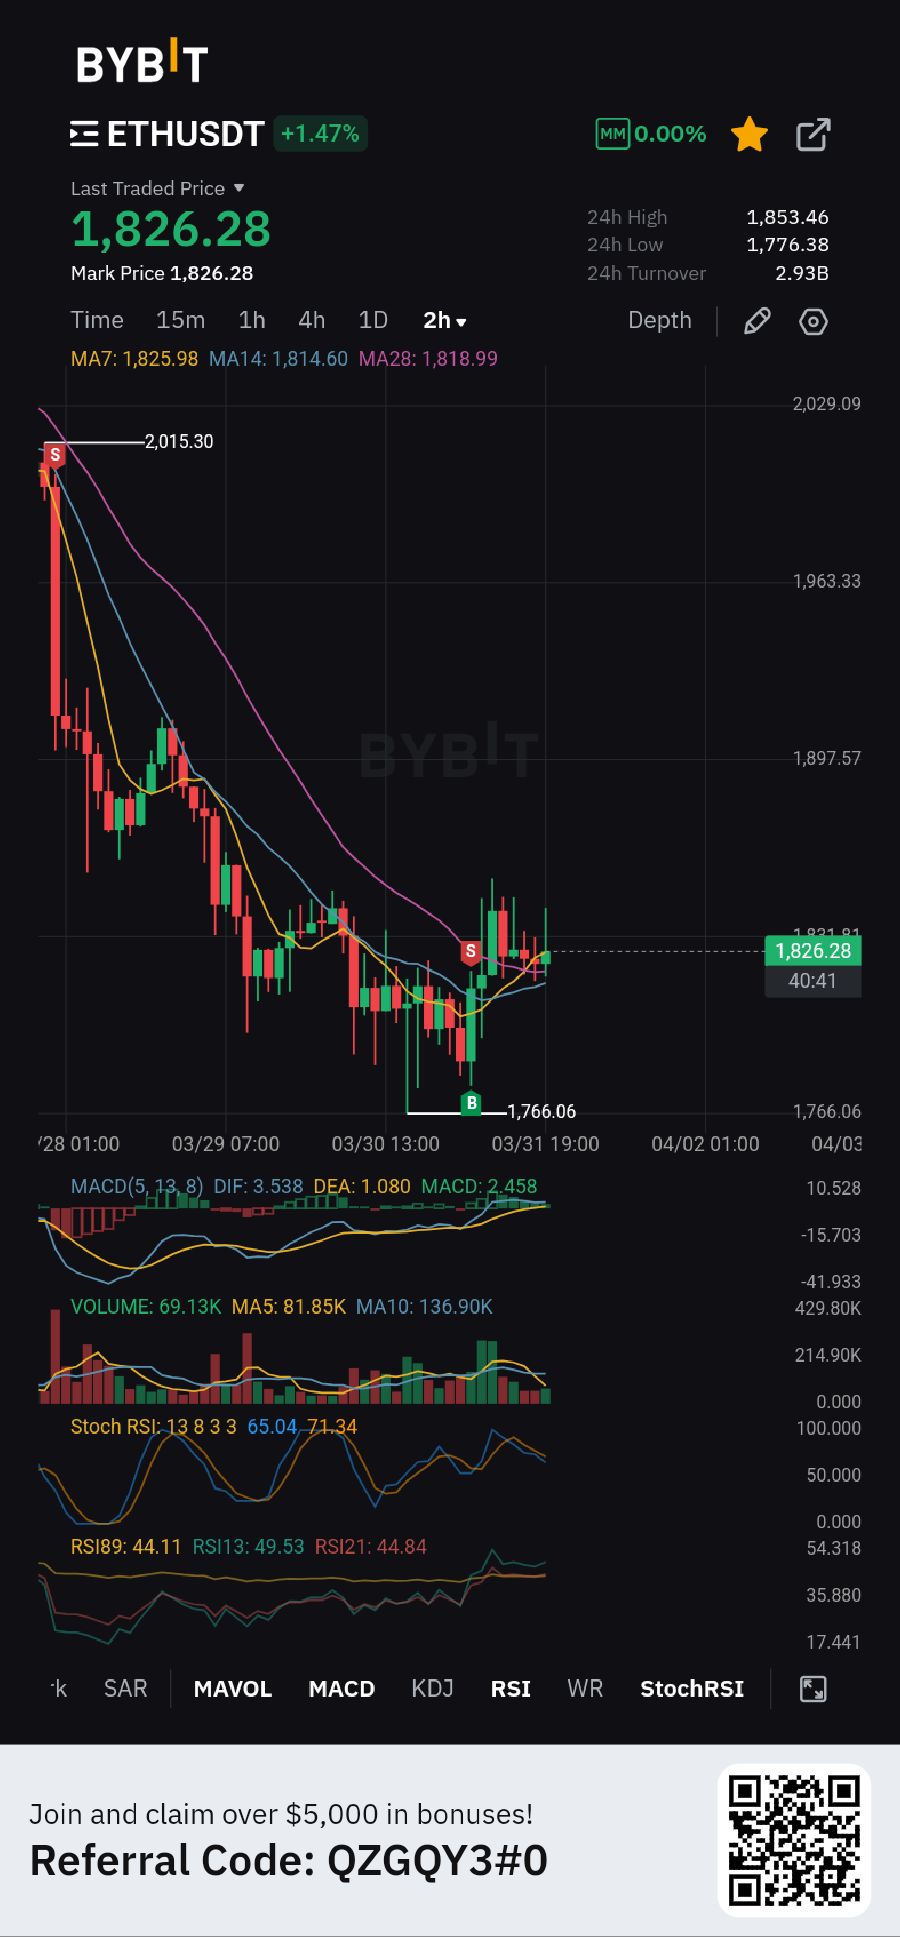 BYBIT
ETHUSDT +1.47% MM 0.00%
Last Traded Price
1,826.28
Mark Price 1,826.28
24h High 1,853.46
24h Low 1,776.38
24h Turnover 2.93B
Time 15m 1h 4h 1D 2h Depth
MA7: 1,825.98 MA14: 1,814.60 MA28: 1,818.99
2,029.09
2,015.30
S
1,963.33
BYBIT
1,897.57
1,831.81
S
1,826.28
40:41
B
1,766.06
1,766.06
/28 01:00 03/29 07:00 03/30 13:00 03/31 19:00 04/02 01:00 04/03
MACD(5, 13, 8) DIF: 3.538 DEA: 1.080 MACD: 2.458
10.528
-15.703
-41.933
VOLUME: 69.13K MA5: 81.85K MA10: 136.90K
429.80K
214.90K
0.000
Stoch RSI: 13 8 3 3 65.04 71.34
100.000
50.000
0.000
RSI89: 44.11 RSI13: 49.53 RSI21: 44.84
54.318
35.880
17.441
rk SAR MAVOL MACD KDJ RSI WR StochRSI
Join and claim over $5,000 in bonuses!
Referral Code: QZGQY3#0